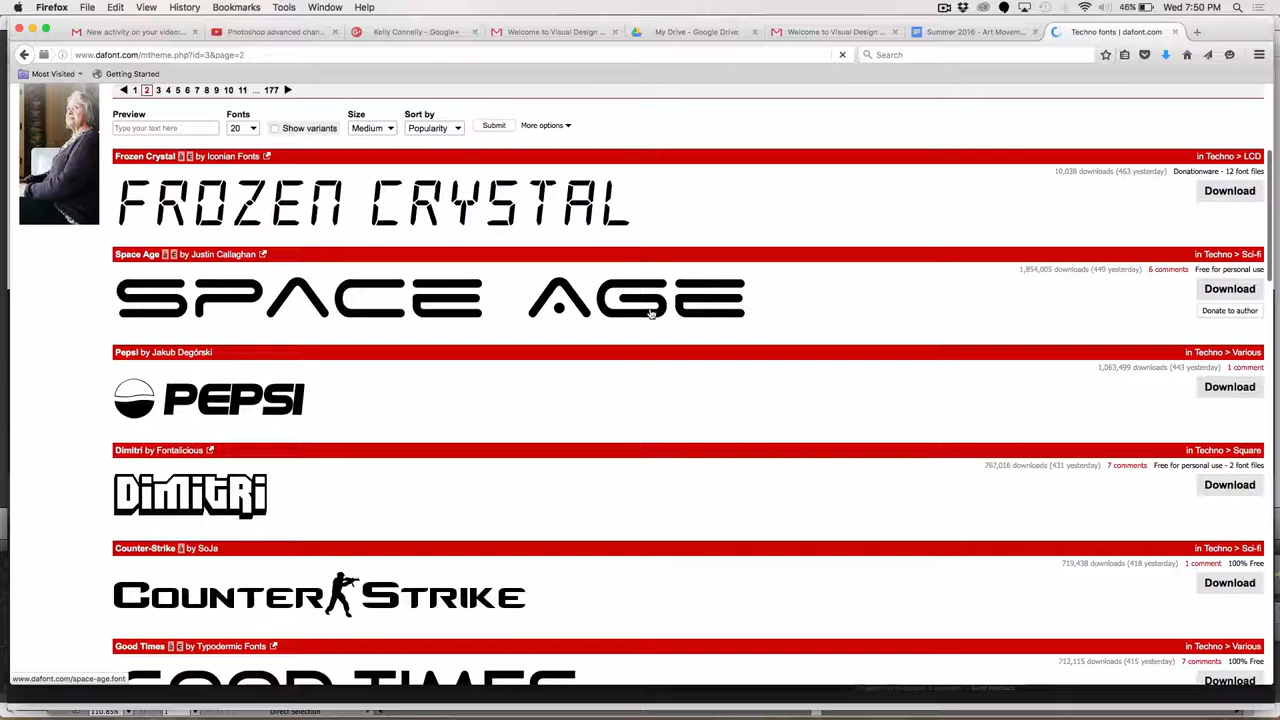 Firefox File Edit View History Bookmarks Tools Window Help 46% Wed 7:50 PM
New activity on your video: Photoshop advanced chan... Kelly Connelly - Google+ Welcome to Visual Design ... My Drive - Google Drive Welcome to Visual Design ... Summer 2016 - Art Movem... Techno fonts | dafont.com
www.dafont.com/mtheme.php?id=3&page=2 Search
Most Visited Getting Started
1 2 3 4 5 6 7 8 9 10 11 ... 177
Preview Fonts Size Sort by
Type your text here 20 Show variants Medium Popularity Submit More options
Frozen Crystal à € by Iconian Fonts in Techno > LCD
10,038 downloads (463 yesterday) Donationware - 12 font files
FROZEN CRYSTAL
Download
Space Age à € by Justin Callaghan in Techno > Sci-fi
1,854,005 downloads (449 yesterday) 6 comments Free for personal use
SPACE AGE
Download
Donate to author
Pepsi by Jakub Degórski in Techno > Various
1,063,499 downloads (443 yesterday) 1 comment
PEPSI
Download
Dimitri by Fontalicious in Techno > Square
767,016 downloads (431 yesterday) 7 comments Free for personal use - 2 font files
DiMiTRi
Download
Counter-Strike à by SoJa in Techno > Sci-fi
719,438 downloads (418 yesterday) 1 comment 100% Free
COUNTER STRIKE
Download
Good Times à € by Typodermic Fonts in Techno > Various
712,115 downloads (415 yesterday) 7 comments 100% Free
GOOD TIMES
Download
www.dafont.com/space-age.font
110.85% 1 Direct Selection